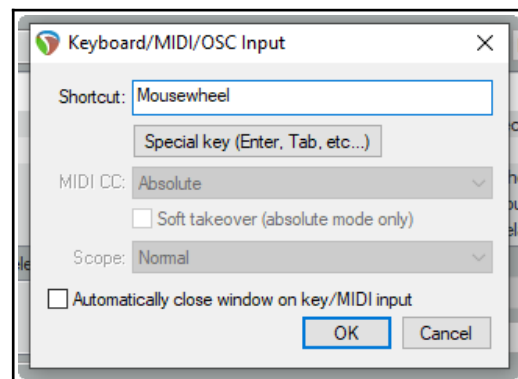 Keyboard/MIDI/OSC Input
Shortcut: Mousewheel
Special key (Enter, Tab, etc...)
MIDI CC: Absolute
Soft takeover (absolute mode only)
Scope: Normal
Automatically close window on key/MIDI input
OK Cancel